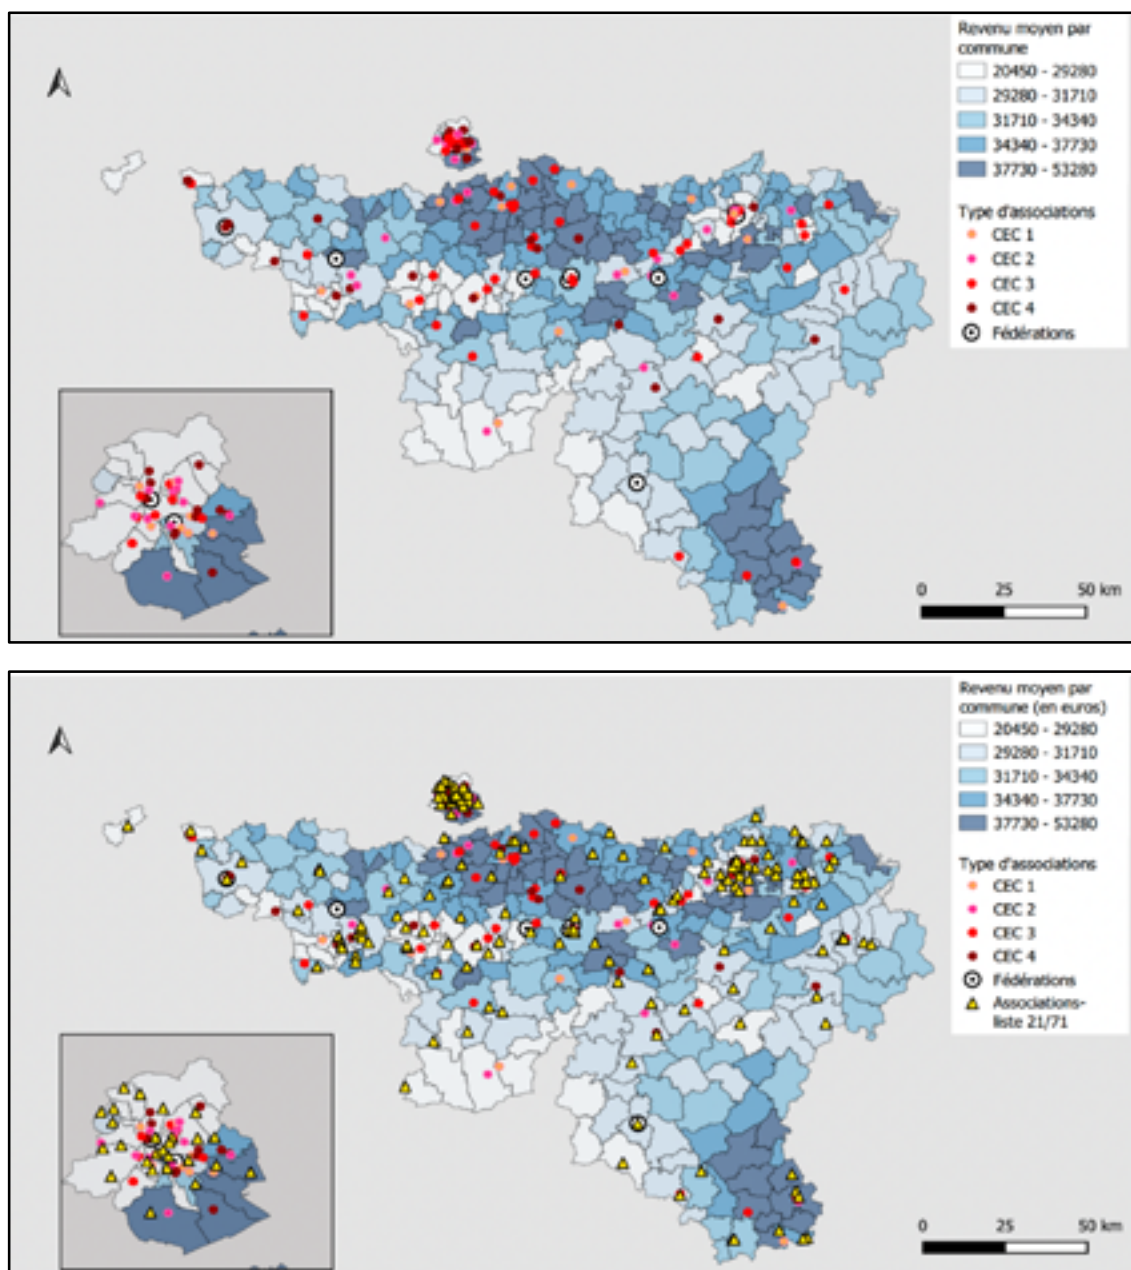 Revenu moyen par
commune
20450 - 29280
29280 - 31710
31710 - 34340
34340 - 37730
37730 - 53280
Type d'associations
CEC 1
CEC 2
CEC 3
CEC 4
Fédérations
0 25 50 km
Revenu moyen par
commune (en euros)
20450 - 29280
29280 - 31710
31710 - 34340
34340 - 37730
37730 - 53280
Type d'associations
CEC 1
CEC 2
CEC 3
CEC 4
Fédérations
Associations-
liste 21/71
0 25 50 km